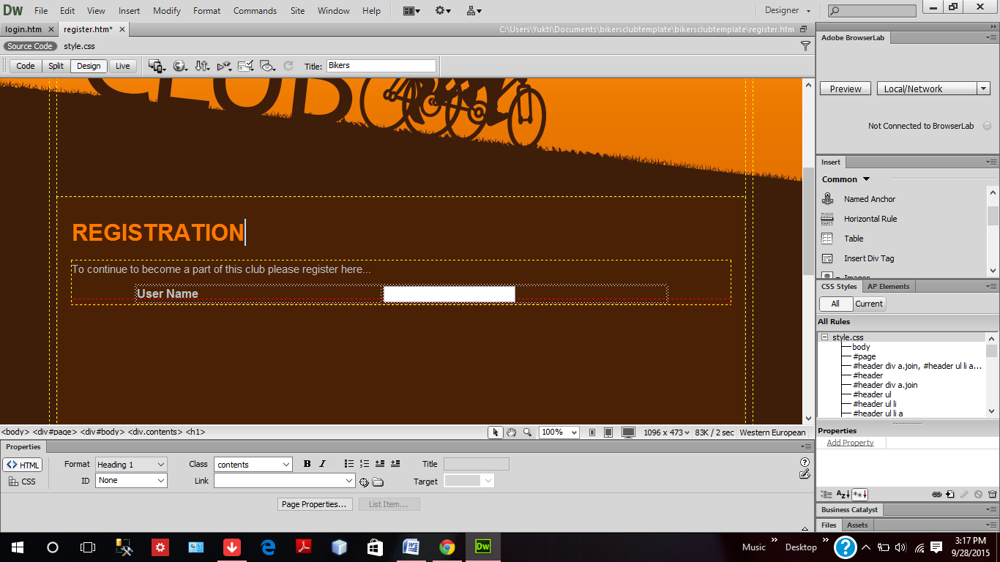 Dw File Edit View Insert Modify Format Commands Site Window Help Designer
login.htm register.htm* C:\Users\Yukti\Documents\bikersclubtemplate\bikersclubtemplate\register.htm
Source Code style.css
Code Split Design Live Title: Bikers
CLUB
REGISTRATION
To continue to become a part of this club please register here...
User Name
<body> <div#page> <div#body> <div.contents> <h1> 100% 1096 x 473 83K / 2 sec Western European
Properties
HTML Format Heading 1 Class contents B I Title
CSS ID None Link Target
Page Properties... List Item...
Adobe BrowserLab
Preview Local/Network
Not Connected to BrowserLab
Insert
Common
Named Anchor
Horizontal Rule
Table
Insert Div Tag
Images
CSS Styles AP Elements
All Current
All Rules
style.css
body
#page
#header div a.join, #header ul li a...
#header
#header div a.join
#header ul
#header ul li
#header ul li a
Properties
Add Property
Az
Business Catalyst
Files Assets
Music Desktop 3:17 PM
9/28/2015